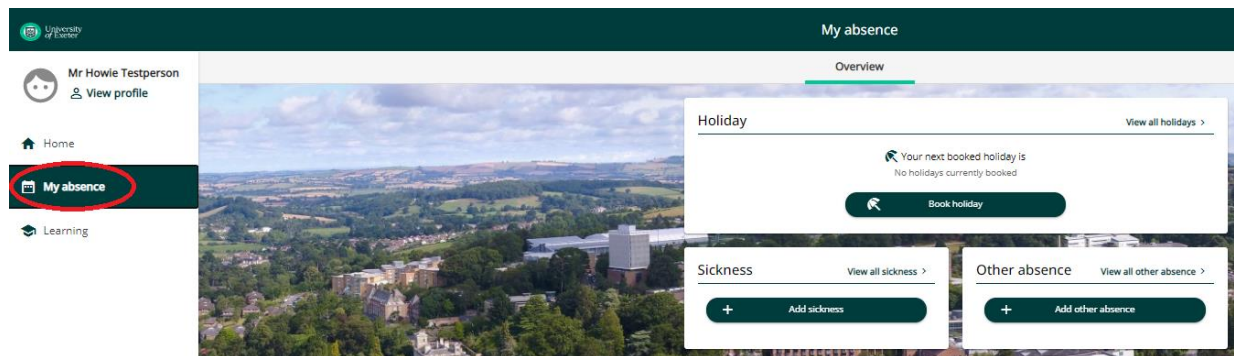 University
of Exeter
My absence
Mr Howie Testperson
View profile
Overview
Home
My absence
Learning
Holiday
View all holidays >
Your next booked holiday is
No holidays currently booked
Book holiday
Sickness
View all sickness >
+ Add sickness
Other absence
View all other absence >
+ Add other absence